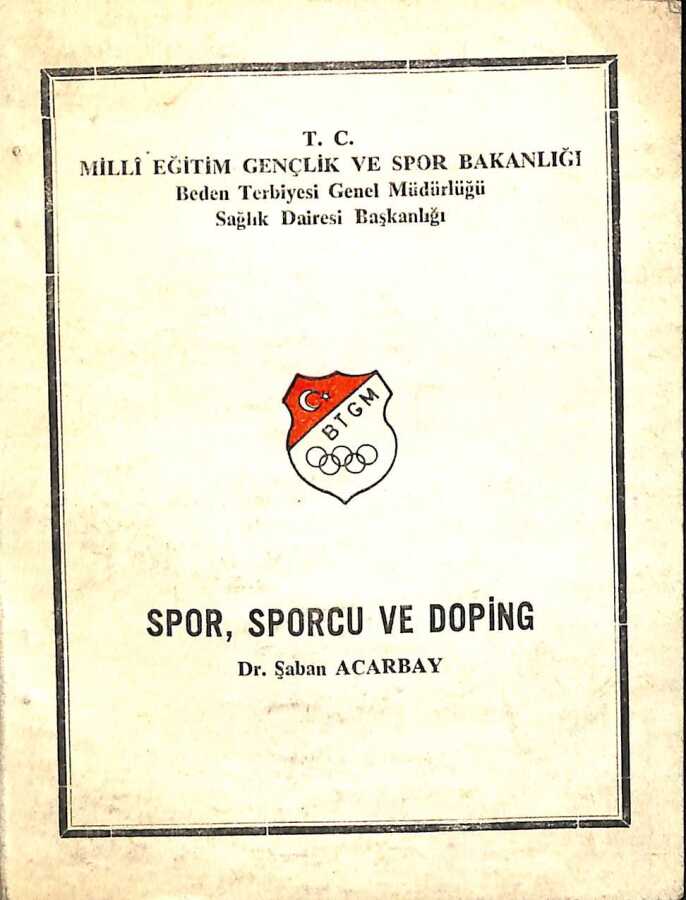 T. C.
MİLLÎ EĞİTİM GENÇLİK VE SPOR BAKANLIĞI
Beden Terbiyesi Genel Müdürlüğü
Sağlık Dairesi Başkanlığı
BTGM
SPOR, SPORCU VE DOPİNG
Dr. Şaban ACARBAY